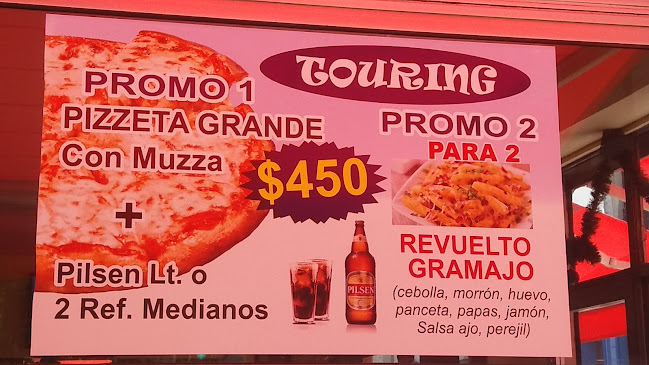 TOURING
PROMO 1
PIZZETA GRANDE
Con Muzza
+
Pilsen Lt. o
2 Ref. Medianos
$450
PILSEN
PROMO 2
PARA 2
REVUELTO
GRAMAJO
(cebolla, morrón, huevo,
panceta, papas, jamón,
Salsa ajo, perejil)